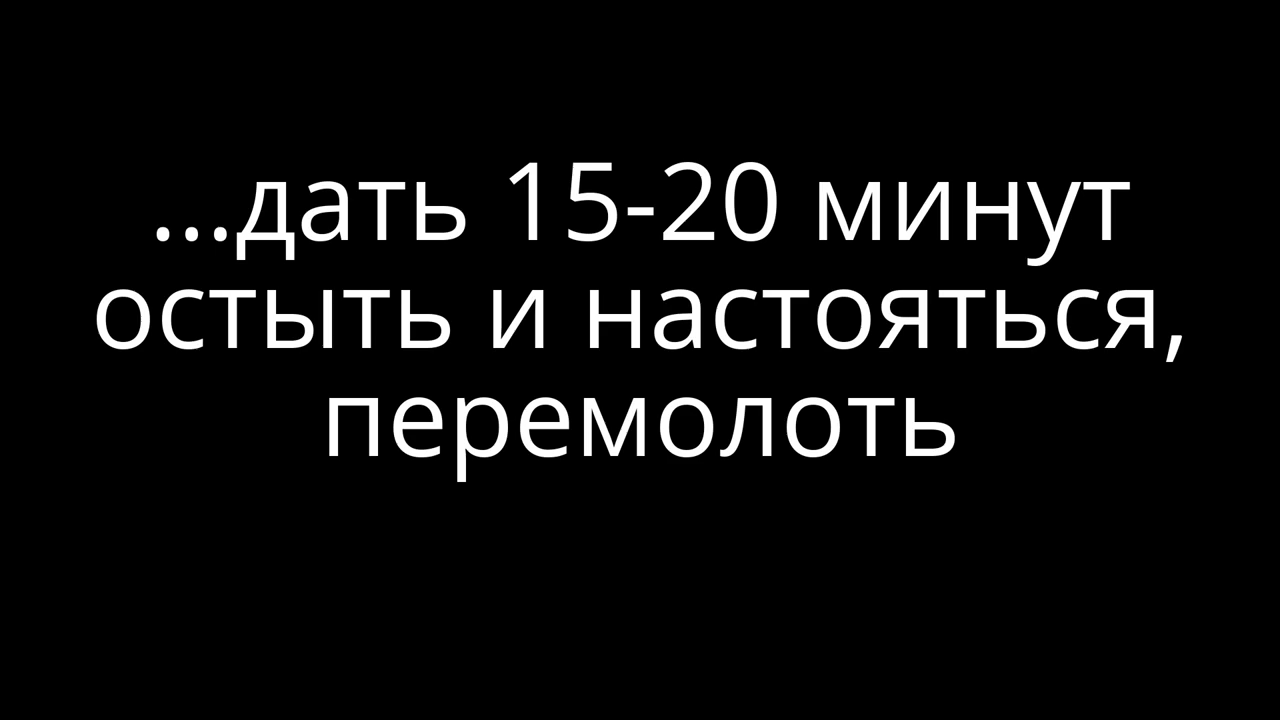 ...дать 15-20 минут
остыть и настояться,
перемолоть